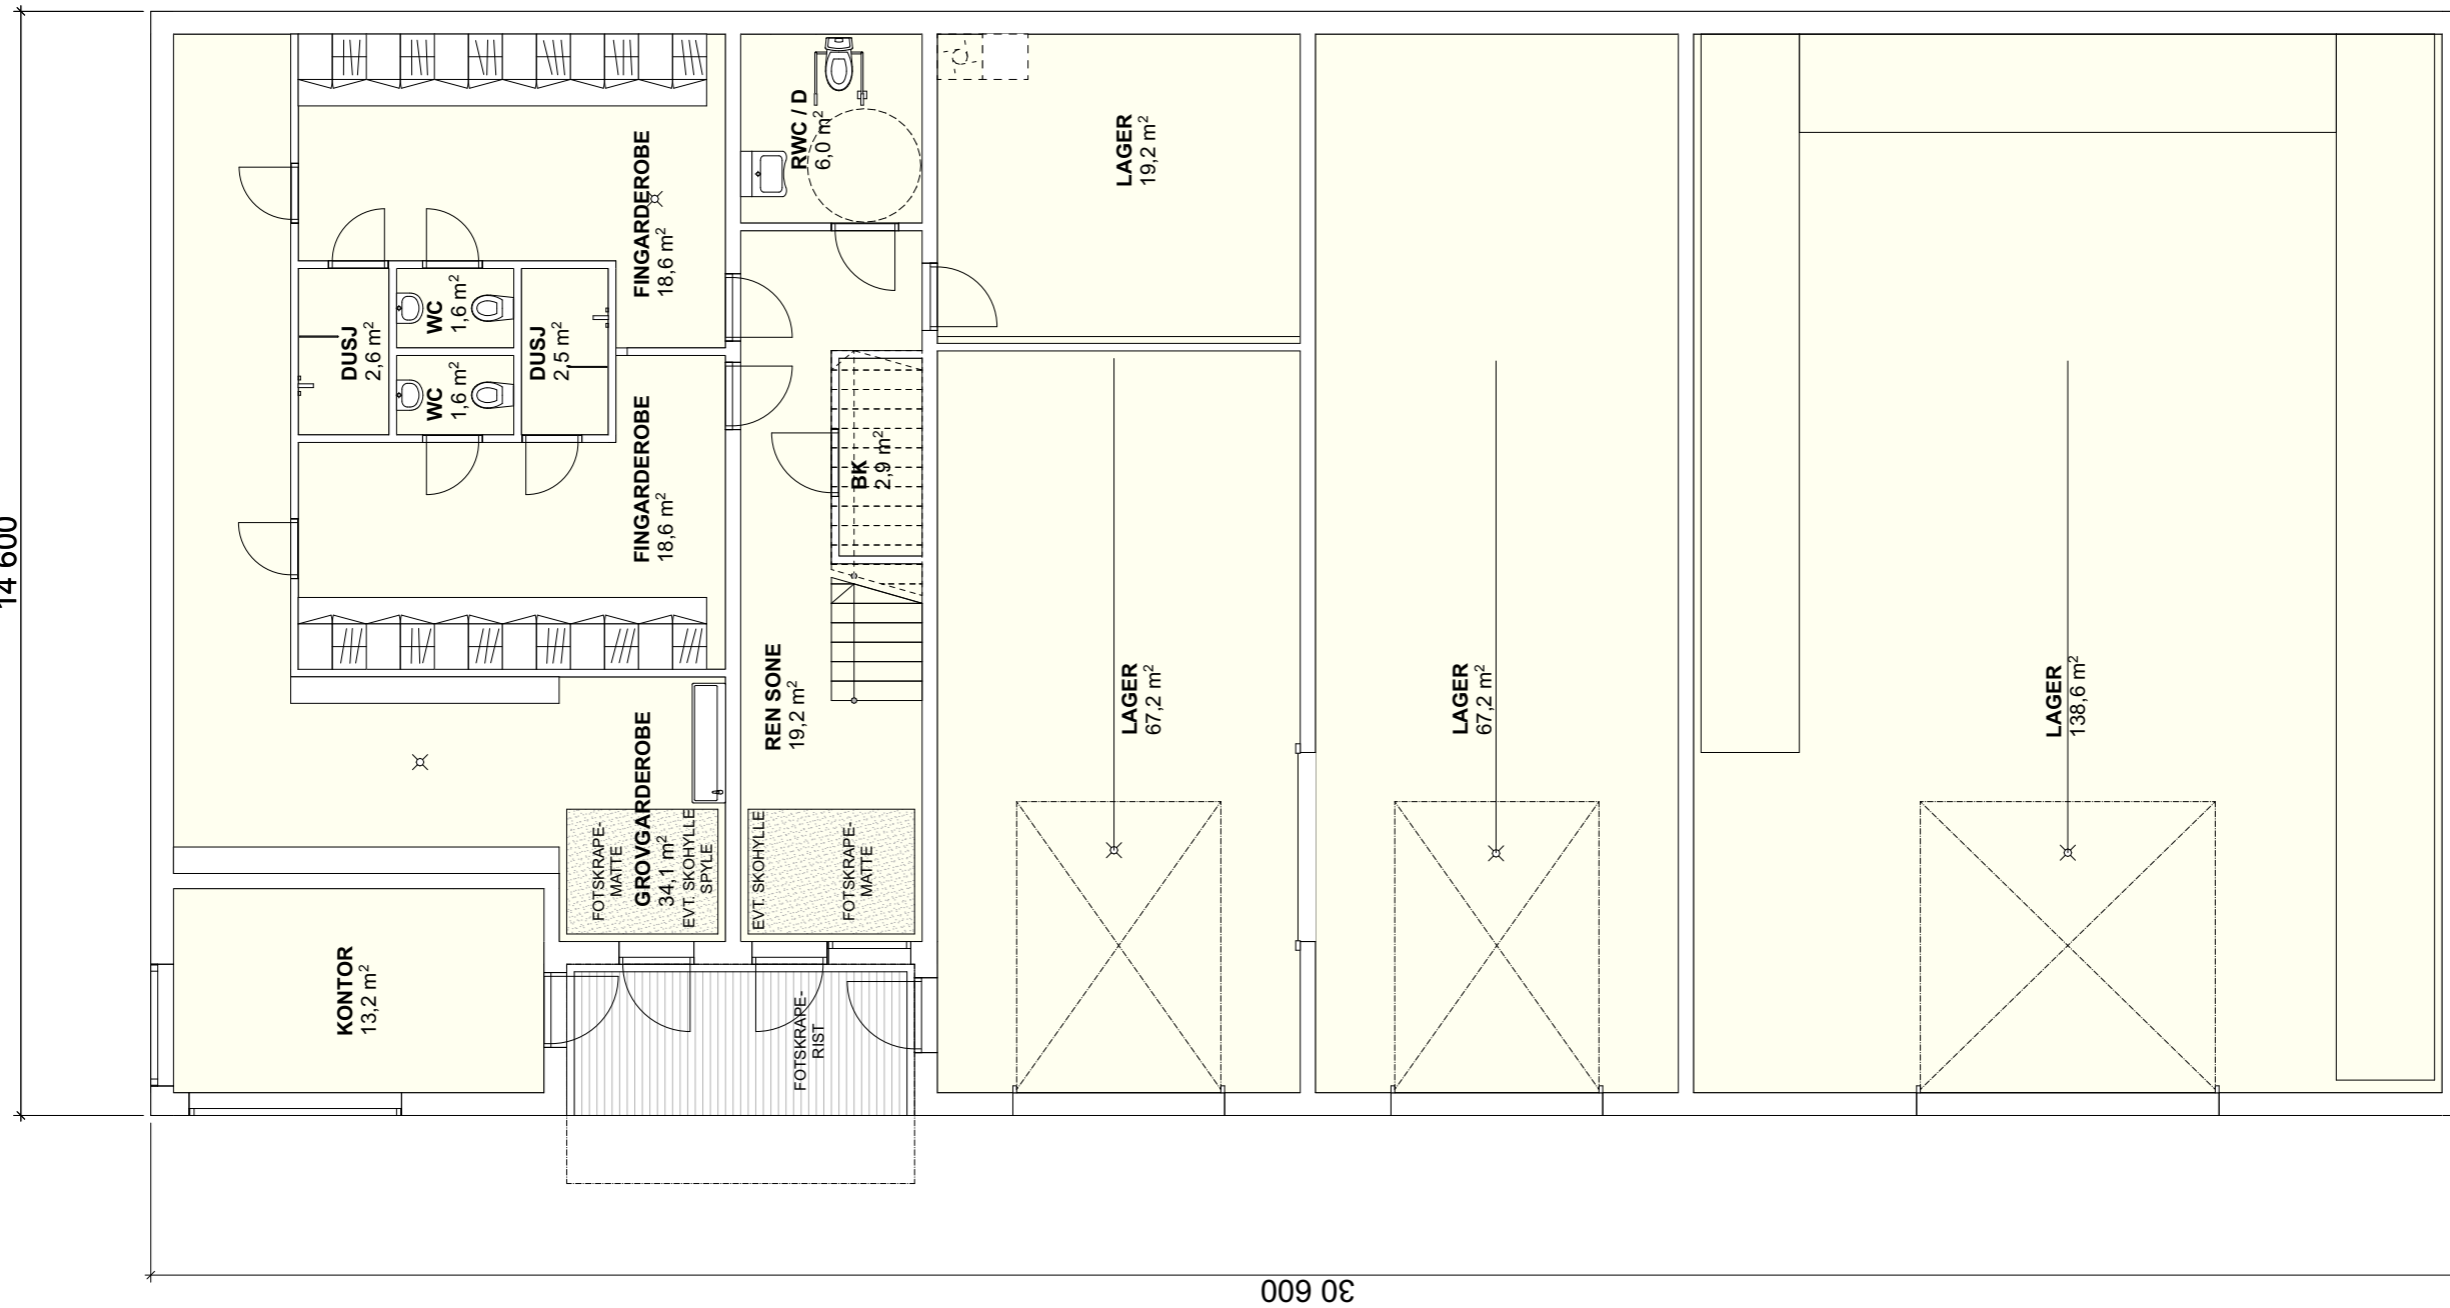 14 600
FINGARDEROBE
18,6 m²
RWC / D
6,0 m²
LAGER
19,2 m²
DUSJ
2,6 m²
WC
1,6 m²
WC
1,6 m²
DUSJ
2,5 m²
FINGARDEROBE
18,6 m²
BK
2,9 m²
REN SONE
19,2 m²
LAGER
67,2 m²
LAGER
67,2 m²
LAGER
138,6 m²
FOTSKRAPE-
MATTE
GROVGARDEROBE
34,1 m²
EVT. SKOHYLLE
SPYLE
EVT. SKOHYLLE
FOTSKRAPE-
MATTE
KONTOR
13,2 m²
FOTSKRAPE-
RIST
30 600